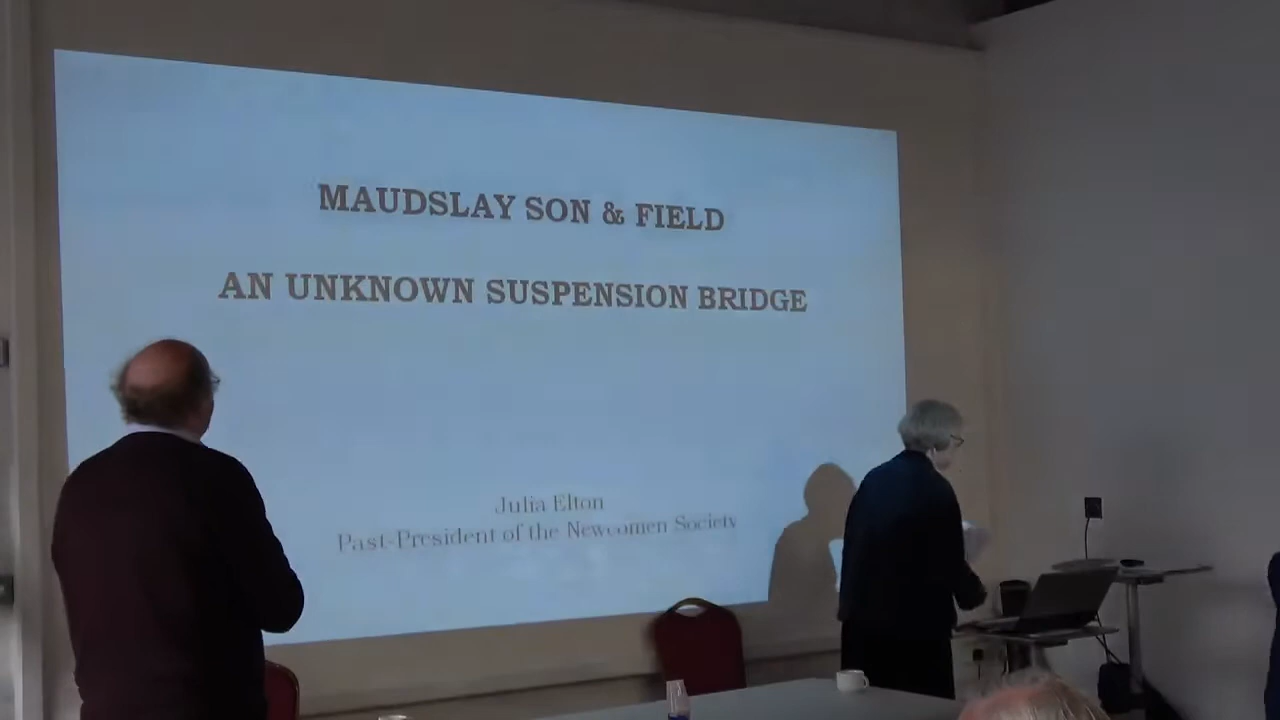 MAUDSLAY SON & FIELD
AN UNKNOWN SUSPENSION BRIDGE
Julia Elton
Past-President of the Newcomen Society